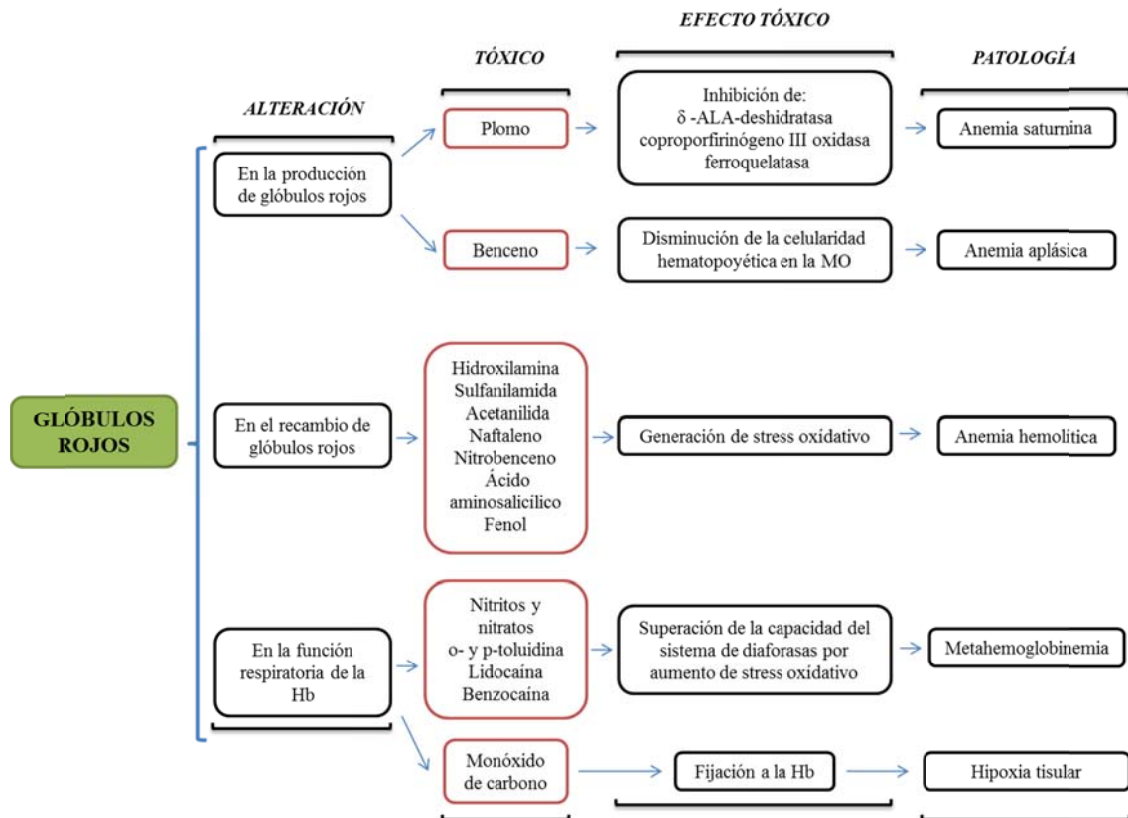 EFECTO TÓXICO
TÓXICO
PATOLOGÍA
ALTERACIÓN
GLÓBULOS
ROJOS
En la producción
de glóbulos rojos
Plomo
Inhibición de:
δ -ALA-deshidratasa
coproporfirinógeno III oxidasa
ferroquelatasa
Anemia saturnina
Benceno
Disminución de la celularidad
hematopoyética en la MO
Anemia aplásica
En el recambio de
glóbulos rojos
Hidroxilamina
Sulfanilamida
Acetanilida
Naftaleno
Nitrobenceno
Ácido
aminosalicílico
Fenol
Generación de stress oxidativo
Anemia hemolitica
En la función
respiratoria de la
Hb
Nitritos y
nitratos
o- y p-toluidina
Lidocaína
Benzocaína
Superación de la capacidad del
sistema de diaforasas por
aumento de stress oxidativo
Metahemoglobinemia
Monóxido
de carbono
Fijación a la Hb
Hipoxia tisular